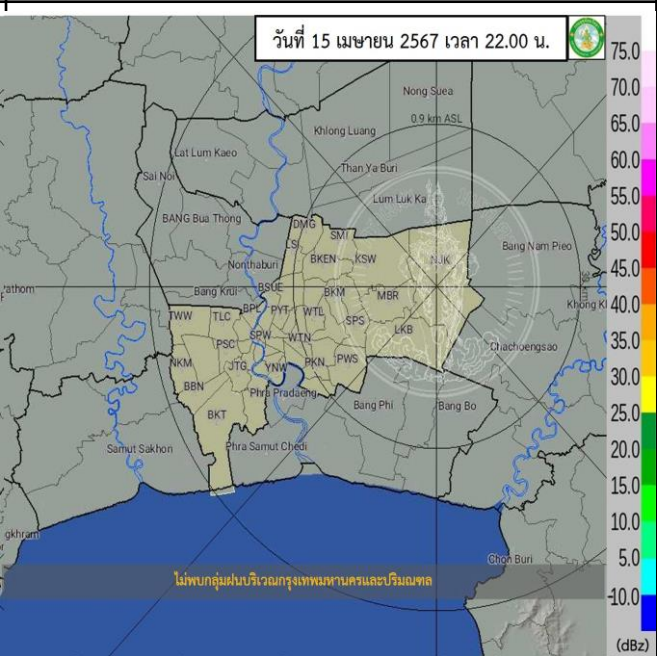 วันที่ 15 เมษายน 2567 เวลา 22.00 น.
75.0
70.0
65.0
60.0
55.0
50.0
45.0
40.0
35.0
30.0
25.0
20.0
15.0
10.0
5.0
-10.0
(dBz)
Nong Suea
0.9 km ASL
Khlong Luang
Lat Lum Kaeo
Than Ya Buri
Sai Noi
Lum Luk Ka
BANG Bua Thong
DMG
SMI
LSI
Bang Nam Pieo
BKEN
KSW
NJK
Nonthaburi
BSUE
Bang Krui
BKM
MBR
TWW
TLC
BPL
PYT
WTL
SPS
LKB
SPW
WTN
PSC
Chachoengsao
NKM
JTG
YNW
PKN
PWS
BBN
Phra Pradaeng
BKT
Bang Phi
Bang Bo
Samut Sakhon
Phra Samut Chedi
gkhram
Chon Buri
ไม่พบกลุ่มฝนบริเวณกรุงเทพมหานครและปริมณฑล